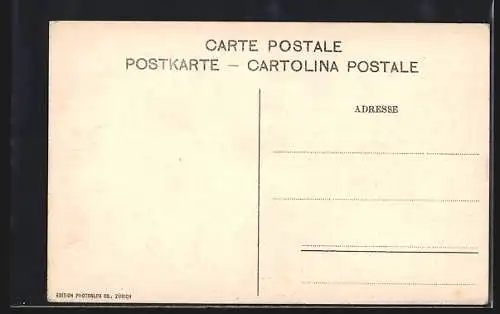 CARTE POSTALE
POSTKARTE — CARTOLINA POSTALE
ADRESSE
EDITION PHOTOGLOB CO., ZÜRICH